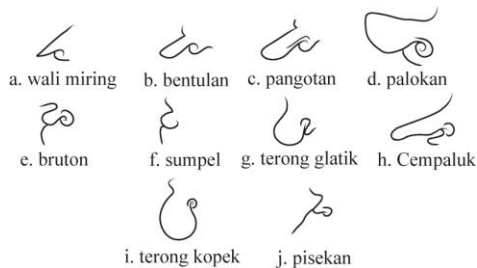 a. wali miring b. bentulan c. pangotan d. palokan
e. bruton f. sumpel g. terong glatik h. Cempaluk
i. terong kopek j. pisekan